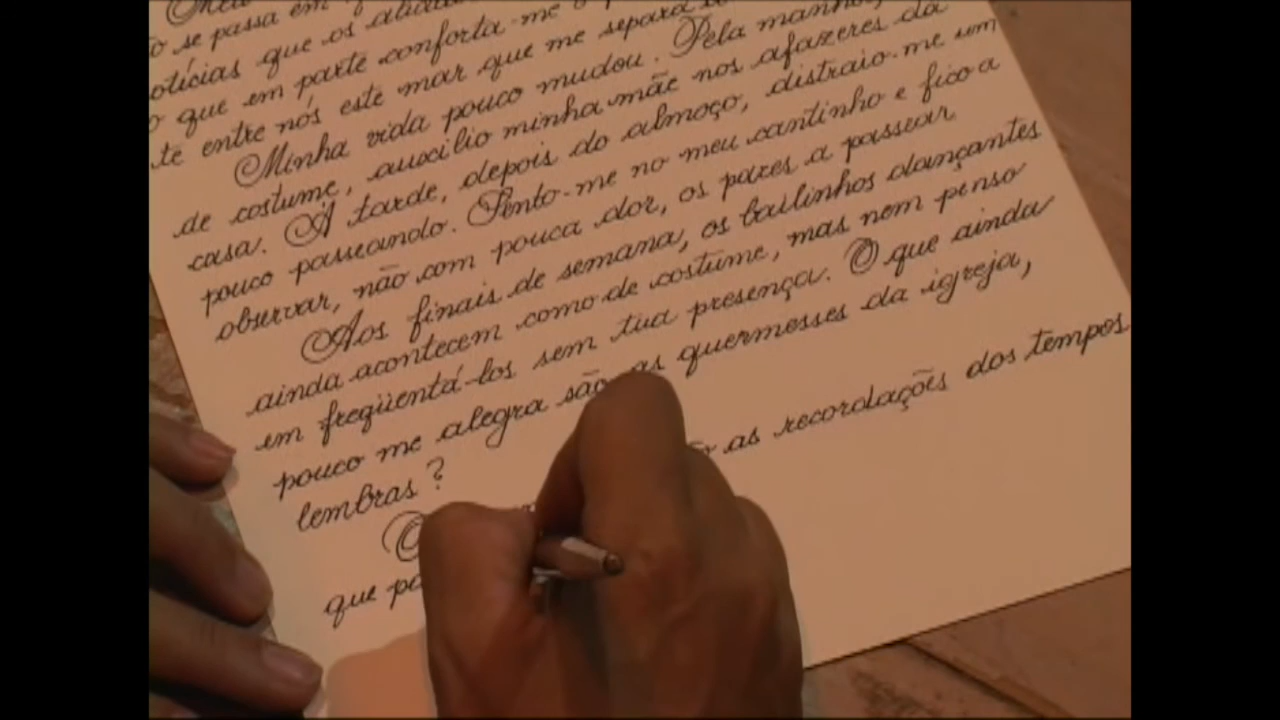 o se passa em
otícias que os aliad
o que em parte conforta-me
te entre nós este mar que me separa
Minha vida pouco mudou. Pela manhã,
de costume, auxilio minha mãe nos afazeres da
casa. À tarde, depois do almoço, distraio-me um
pouco passeando. Sento-me no meu cantinho e fico a
observar, não com pouca dor, os pares a passear
Aos finais de semana, os bailinhos dançantes
ainda acontecem como de costume, mas nem penso
em freqüentá-los sem tua presença. O que ainda
pouco me alegra são as quermesses da igreja,
lembras?
O as recordações dos tempos
que pa